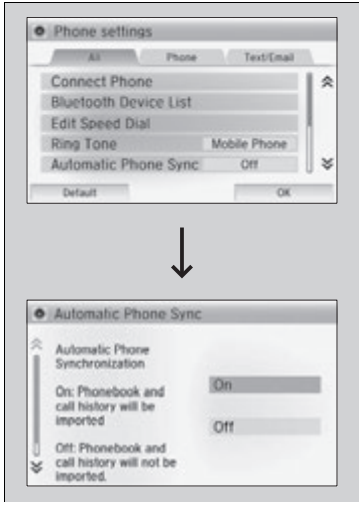 Phone settings
All Phone Text/Email
Connect Phone
Bluetooth Device List
Edit Speed Dial
Ring Tone Mobile Phone
Automatic Phone Sync Off
Default OK
Automatic Phone Sync
Automatic Phone
Synchronization
On: Phonebook and
call history will be
imported
Off: Phonebook and
call history will not be
imported.
On
Off